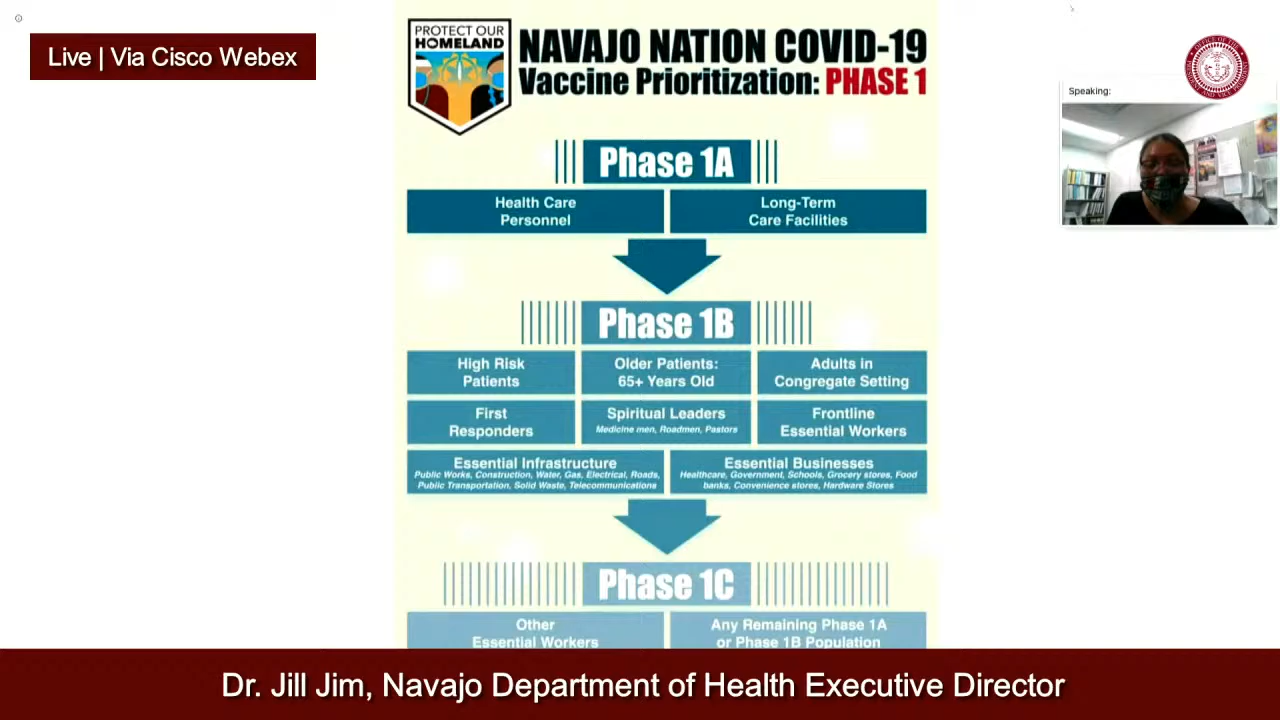 Live | Via Cisco Webex
PROTECT OUR
HOMELAND
NAVAJO NATION COVID-19
Vaccine Prioritization: PHASE 1
Speaking:
Phase 1A
Health Care
Personnel
Long-Term
Care Facilities
Phase 1B
High Risk
Patients
Older Patients:
65+ Years Old
Adults in
Congregate Setting
First
Responders
Spiritual Leaders
Medicine men, Roadmen, Pastors
Frontline
Essential Workers
Essential Infrastructure
Public Works, Construction, Water, Gas, Electrical, Roads,
Public Transportation, Solid Waste, Telecommunications
Essential Businesses
Healthcare, Government, Schools, Grocery stores, Food
banks, Convenience stores, Hardware Stores
Phase 1C
Other
Essential Workers
Any Remaining Phase 1A
or Phase 1B Population
Dr. Jill Jim, Navajo Department of Health Executive Director